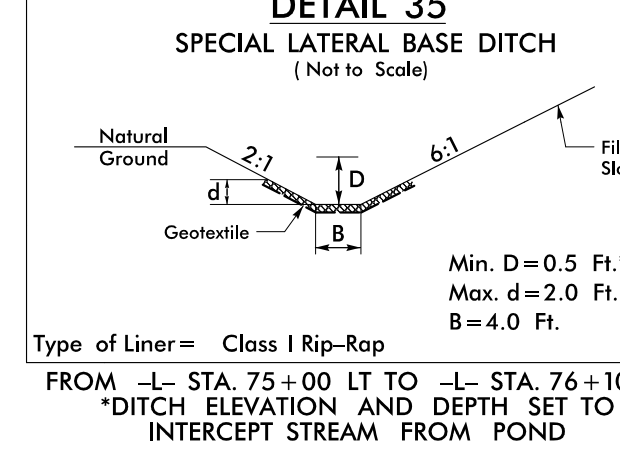 DETAIL 35
SPECIAL LATERAL BASE DITCH
( Not to Scale)
Natural
Ground
2:1
D
6:1
d
Geotextile
B
Min. D=0.5 Ft.*
Max. d=2.0 Ft.
B=4.0 Ft.
Type of Liner= Class I Rip-Rap
FROM -L- STA. 75+00 LT TO -L- STA.
*DITCH ELEVATION AND DEPTH SET TO
INTERCEPT STREAM FROM POND